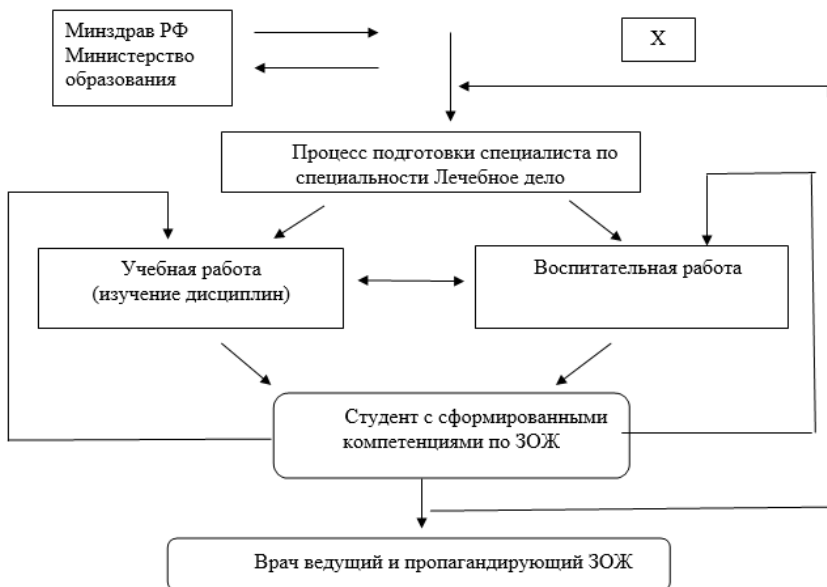 Минздрав РФ
Министерство
образования
X
Процесс подготовки специалиста по
специальности Лечебное дело
Учебная работа
(изучение дисциплин)
Воспитательная работа
Студент с сформированными
компетенциями по ЗОЖ
Врач ведущий и пропагандирующий ЗОЖ